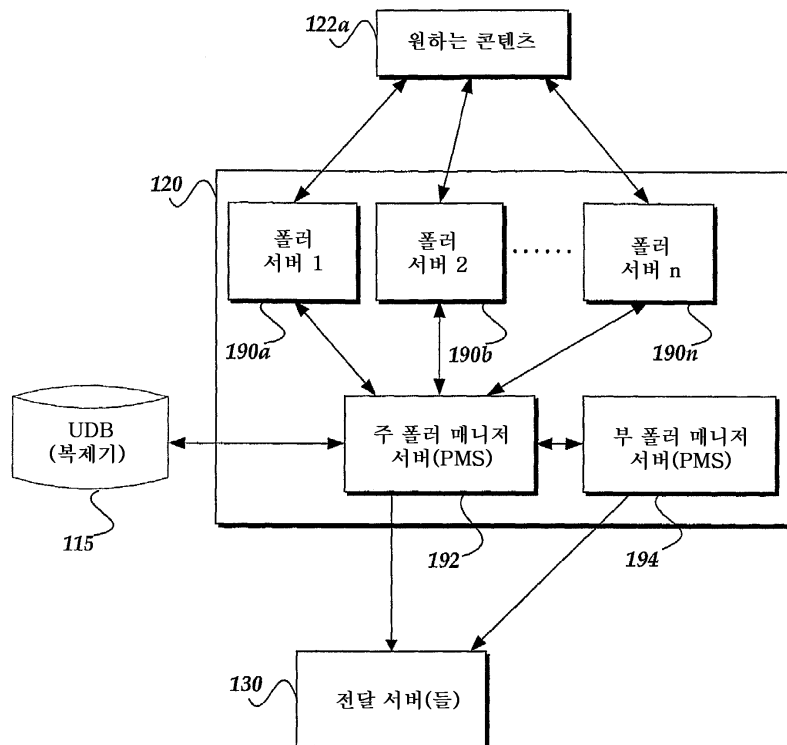 122a
원하는 콘텐츠
120
폴러
서버 1
폴러
서버 2
......
폴러
서버 n
190a
190b
190n
UDB
(복제기)
주 폴러 매니저
서버(PMS)
부 폴러 매니저
서버(PMS)
115
192
194
130
전달 서버(들)